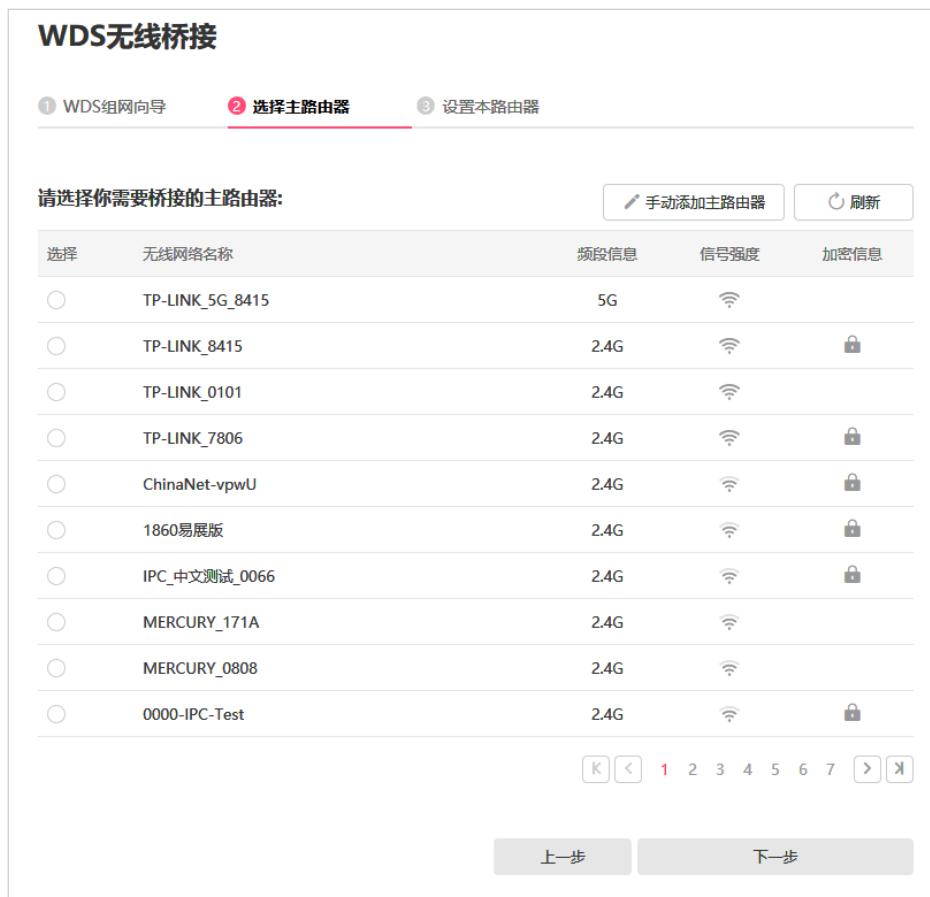 WDS无线桥接
1 WDS组网向导 2 选择主路由器 3 设置本路由器
请选择你需要桥接的主路由器: 手动添加主路由器 刷新
选择 无线网络名称 频段信息 信号强度 加密信息
TP-LINK_5G_8415 5G
TP-LINK_8415 2.4G
TP-LINK_0101 2.4G
TP-LINK_7806 2.4G
ChinaNet-vpwU 2.4G
1860易展版 2.4G
IPC_中文测试_0066 2.4G
MERCURY_171A 2.4G
MERCURY_0808 2.4G
0000-IPC-Test 2.4G
1 2 3 4 5 6 7
上一步 下一步